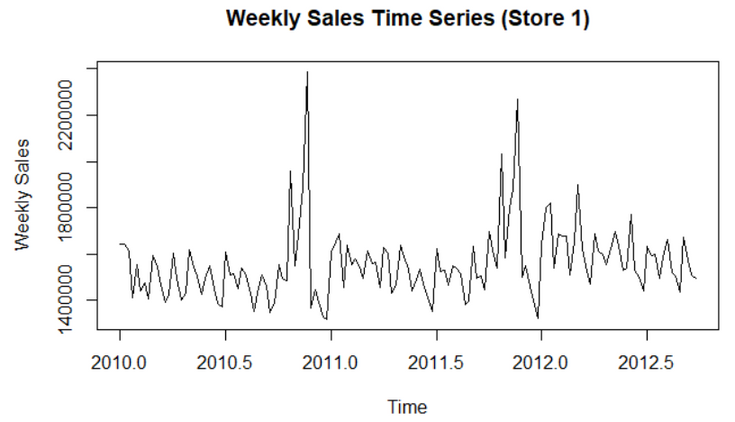 Weekly Sales Time Series (Store 1)
Weekly Sales
2200000
1800000
1400000
2010.0 2010.5 2011.0 2011.5 2012.0 2012.5
Time